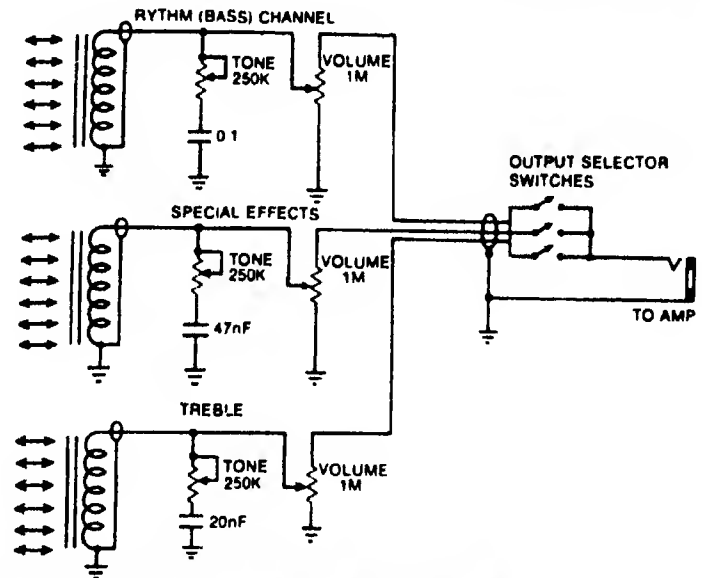 RYTHM (BASS) CHANNEL
TONE
250K
VOLUME
1M
0 1
OUTPUT SELECTOR
SWITCHES
SPECIAL EFFECTS
TONE
250K
VOLUME
1M
47nF
TO AMP
TREBLE
TONE
250K
VOLUME
1M
20nF